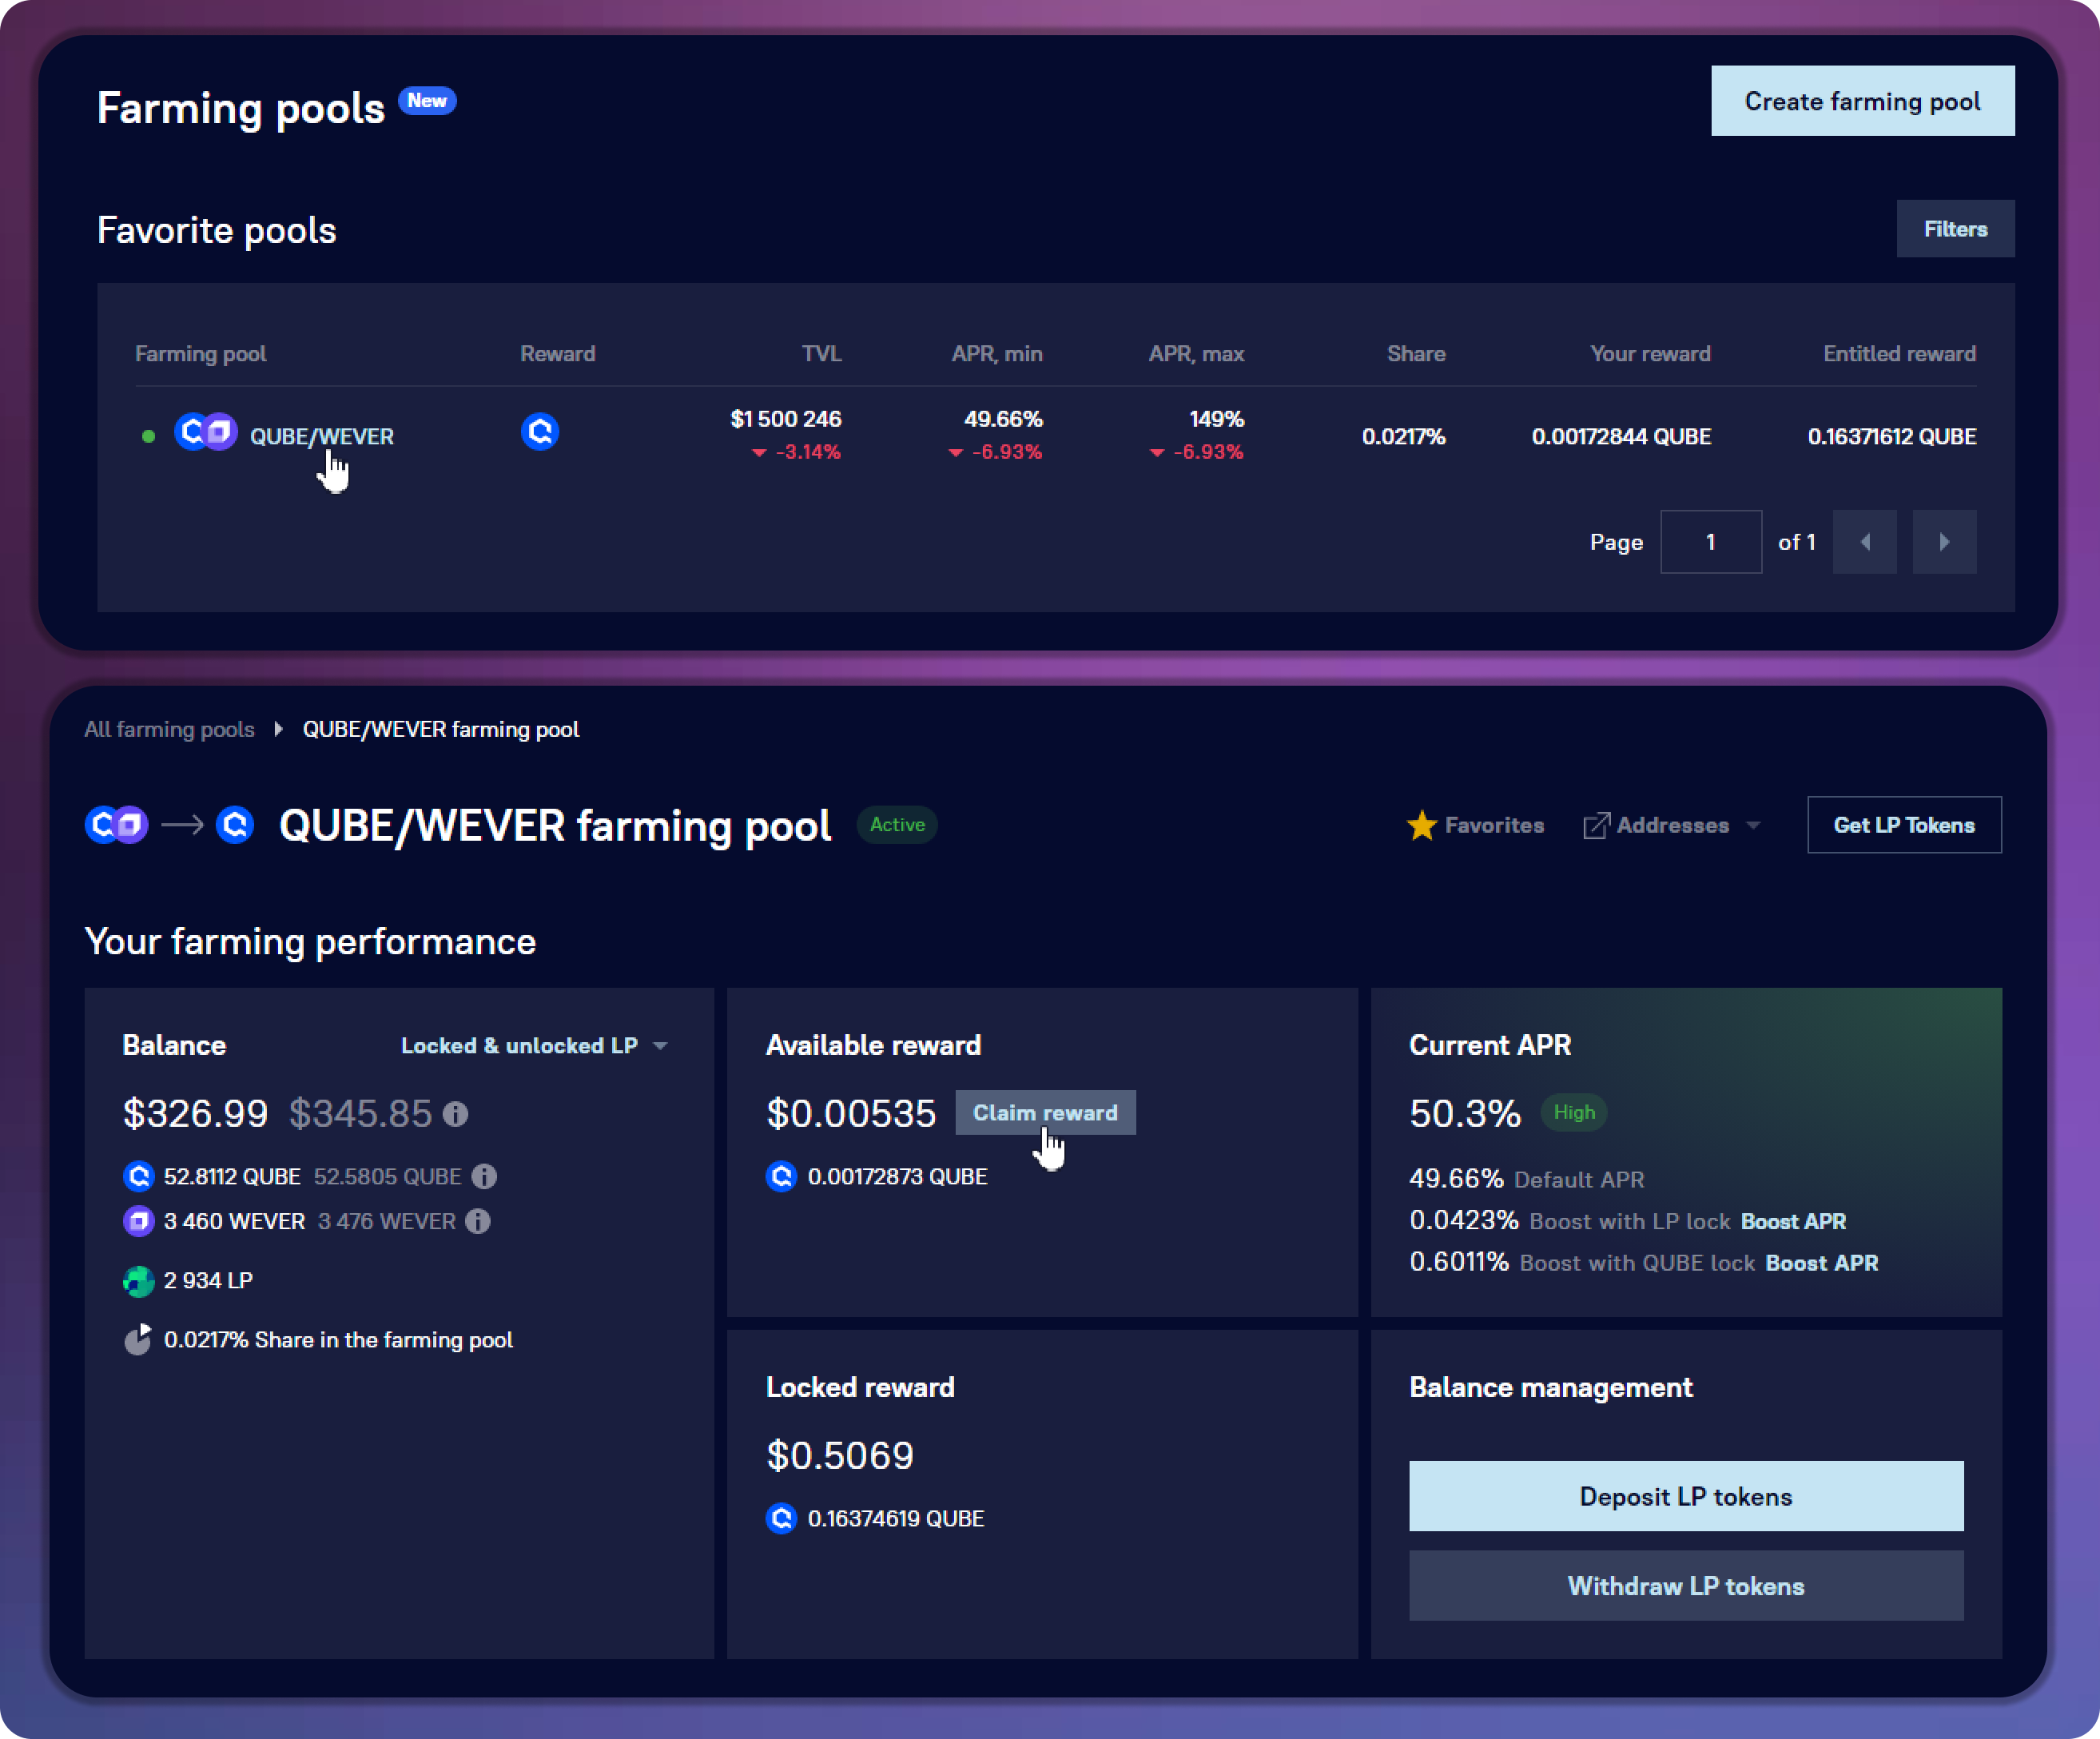 Farming pools New
Create farming pool
Favorite pools
Filters
Farming pool Reward TVL APR, min APR, max Share Your reward Entitled reward
QUBE/WEVER $1 500 246 49.66% 149% 0.0217% 0.00172844 QUBE 0.16371612 QUBE
-3.14% -6.93% -6.93%
Page 1 of 1
All farming pools QUBE/WEVER farming pool
QUBE/WEVER farming pool Active
Favorites Addresses Get LP Tokens
Your farming performance
Balance Locked & unlocked LP
$326.99 $345.85
52.8112 QUBE 52.5805 QUBE
3 460 WEVER 3 476 WEVER
2 934 LP
0.0217% Share in the farming pool
Available reward
$0.00535 Claim reward
0.00172873 QUBE
Current APR
50.3% High
49.66% Default APR
0.0423% Boost with LP lock Boost APR
0.6011% Boost with QUBE lock Boost APR
Locked reward
$0.5069
0.16374619 QUBE
Balance management
Deposit LP tokens
Withdraw LP tokens